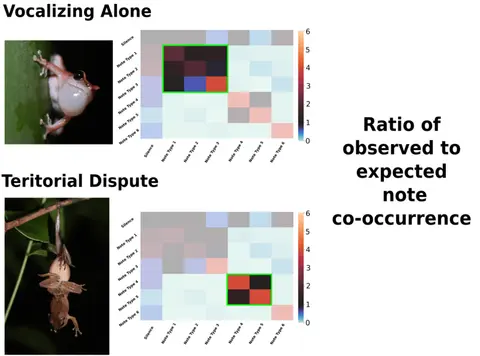 Vocalizing Alone
Silence
Note Type 1
Note Type 2
Note Type 3
Note Type 4
Note Type 5
Note Type 6
Silence
Note Type 1
Note Type 2
Note Type 3
Note Type 4
Note Type 5
Note Type 6
6
5
4
3
2
1
0
Ratio of
observed to
expected
note
co-occurrence
Teritorial Dispute
Silence
Note Type 1
Note Type 2
Note Type 3
Note Type 4
Note Type 5
Note Type 6
Silence
Note Type 1
Note Type 2
Note Type 3
Note Type 4
Note Type 5
Note Type 6
6
5
4
3
2
1
0